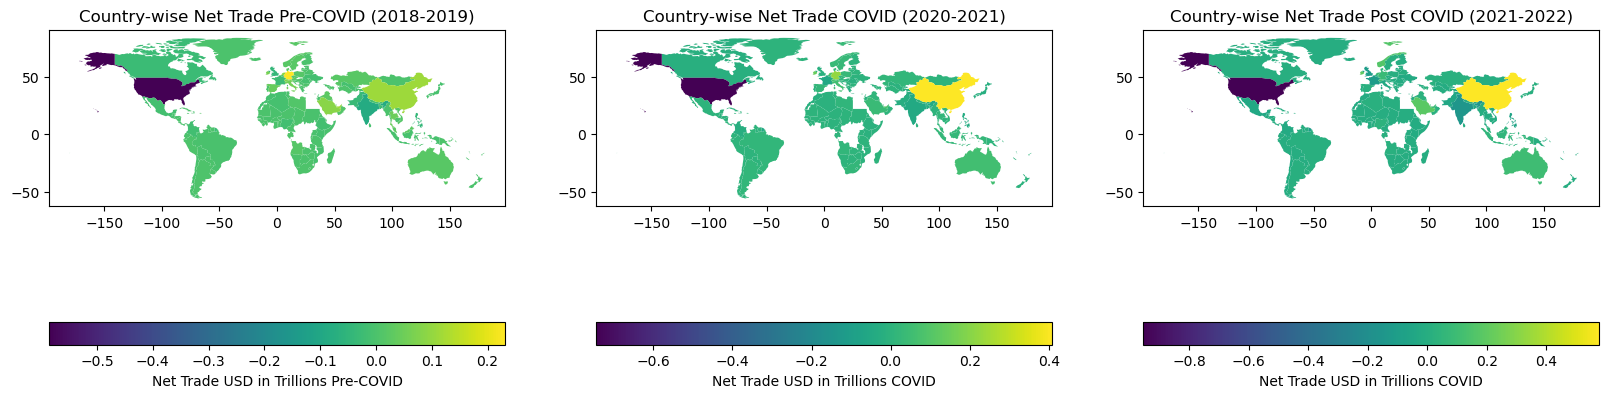 Country-wise Net Trade Pre-COVID (2018-2019)
50
0
−50
−150 −100 −50 0 50 100 150
−0.5 −0.4 −0.3 −0.2 −0.1 0.0 0.1 0.2
Net Trade USD in Trillions Pre-COVID
Country-wise Net Trade COVID (2020-2021)
50
0
−50
−150 −100 −50 0 50 100 150
−0.6 −0.4 −0.2 0.0 0.2 0.4
Net Trade USD in Trillions COVID
Country-wise Net Trade Post COVID (2021-2022)
50
0
−50
−150 −100 −50 0 50 100 150
−0.8 −0.6 −0.4 −0.2 0.0 0.2 0.4
Net Trade USD in Trillions COVID